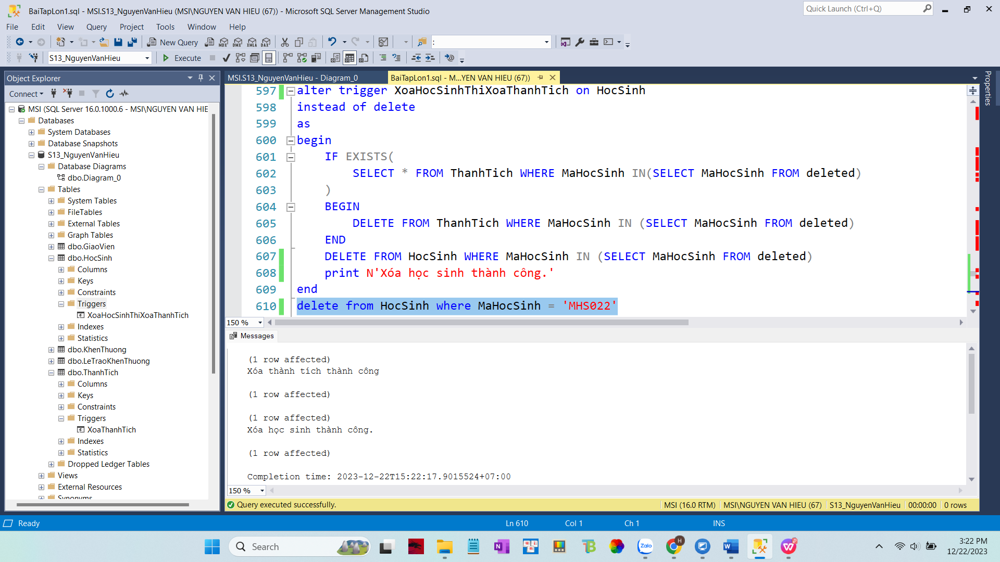 BaiTapLon1.sql - MSI.S13_NguyenVanHieu (MSI\NGUYEN VAN HIEU (67)) - Microsoft SQL Server Management Studio
Quick Launch (Ctrl+Q)
File Edit View Query Project Tools Window Help
New Query
MDX DMX XMLA DAX
:
S13_NguyenVanHieu
Execute
Object Explorer
Connect
MSI (SQL Server 16.0.1000.6 - MSI\NGUYEN VAN HIE
Databases
System Databases
Database Snapshots
S13_NguyenVanHieu
Database Diagrams
dbo.Diagram_0
Tables
System Tables
FileTables
External Tables
Graph Tables
dbo.GiaoVien
dbo.HocSinh
Columns
Keys
Constraints
Triggers
XoaHocSinhThiXoaThanhTich
Indexes
Statistics
dbo.KhenThuong
dbo.LeTraoKhenThuong
dbo.ThanhTich
Columns
Keys
Constraints
Triggers
XoaThanhTich
Indexes
Statistics
Dropped Ledger Tables
Views
External Resources
Synonyms
MSI.S13_NguyenVanHieu - Diagram_0
BaiTapLon1.sql - M...YEN VAN HIEU (67))
Properties
597 alter trigger XoaHocSinhThiXoaThanhTich on HocSinh
598 instead of delete
599 as
600 begin
601 IF EXISTS(
602 SELECT * FROM ThanhTich WHERE MaHocSinh IN(SELECT MaHocSinh FROM deleted)
603 )
604 BEGIN
605 DELETE FROM ThanhTich WHERE MaHocSinh IN (SELECT MaHocSinh FROM deleted)
606 END
607 DELETE FROM HocSinh WHERE MaHocSinh IN (SELECT MaHocSinh FROM deleted)
608 print N'Xóa học sinh thành công.'
609 end
610 delete from HocSinh where MaHocSinh = 'MHS022'
150 %
Messages
(1 row affected)
Xóa thành tích thành công
(1 row affected)
(1 row affected)
Xóa học sinh thành công.
(1 row affected)
Completion time: 2023-12-22T15:22:17.9015524+07:00
150 %
Query executed successfully.
MSI (16.0 RTM) MSI\NGUYEN VAN HIEU (67) S13_NguyenVanHieu 00:00:00 0 rows
Ready
Ln 610 Col 1 Ch 1 INS
Search
Zalo
H
3:22 PM
12/22/2023